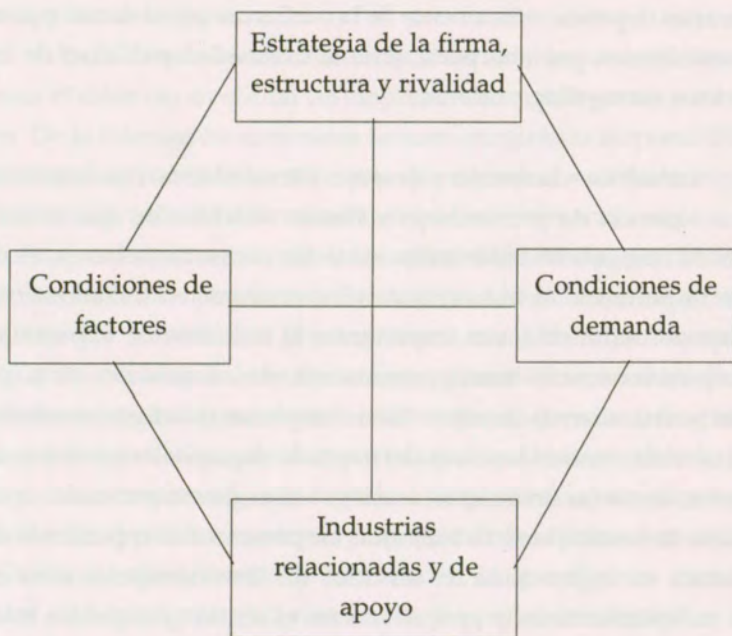 Estrategia de la firma,
estructura y rivalidad
Condiciones de
factores
Condiciones de
demanda
Industrias
relacionadas y de
apoyo